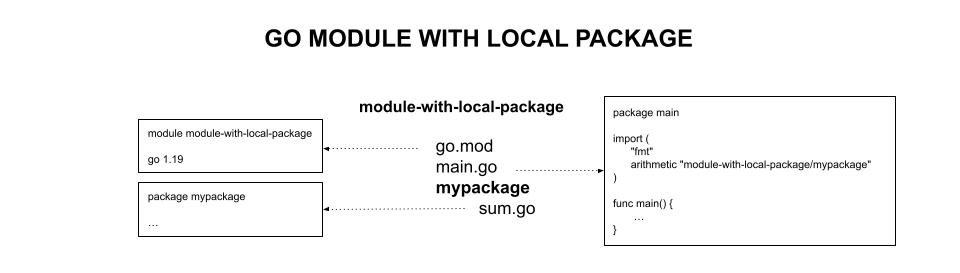 GO MODULE WITH LOCAL PACKAGE
module-with-local-package
module module-with-local-package
go 1.19
package mypackage
...
go.mod
main.go
mypackage
sum.go
package main
import (
"fmt"
arithmetic "module-with-local-package/mypackage"
)
func main() {
...
}